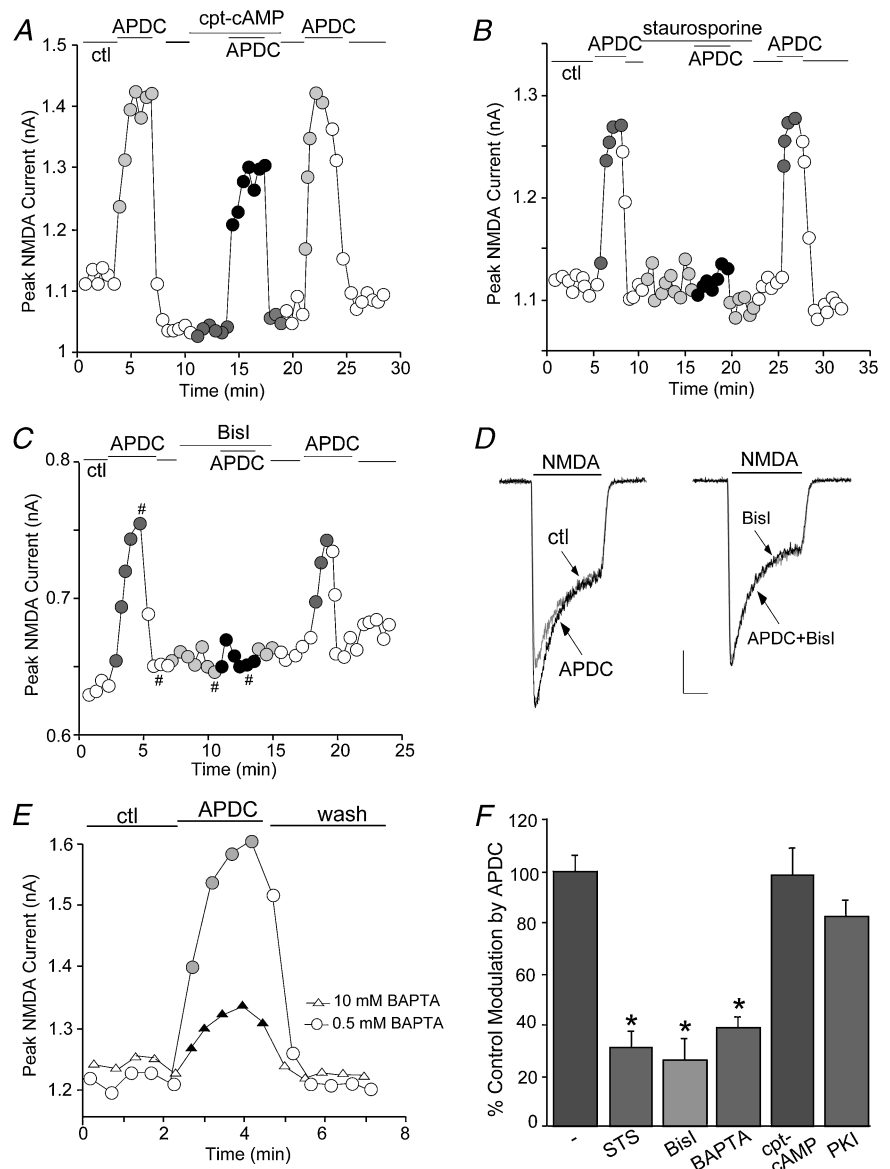 A
cpt-cAMP
APDC
APDC
APDC
ctl
1.5
1.4
1.3
1.2
1.1
1
Peak NMDA Current (nA)
0 5 10 15 20 25 30
Time (min)
B
staurosporine
APDC
APDC
APDC
ctl
1.3
1.2
1.1
Peak NMDA Current (nA)
0 5 10 15 20 25 30 35
Time (min)
C
BisI
APDC
APDC
APDC
ctl
0.8
0.7
0.6
Peak NMDA Current (nA)
#
#
#
#
0 5 10 15 20 25
Time (min)
D
NMDA
NMDA
ctl
APDC
BisI
APDC+BisI
E
ctl
APDC
wash
1.6
1.5
1.4
1.3
1.2
Peak NMDA Current (nA)
10 mM BAPTA
0.5 mM BAPTA
0 2 4 6 8
Time (min)
F
120
100
80
60
40
20
0
% Control Modulation by APDC
*
*
*
-
STS
BisI
BAPTA
cpt-
cAMP
PKI